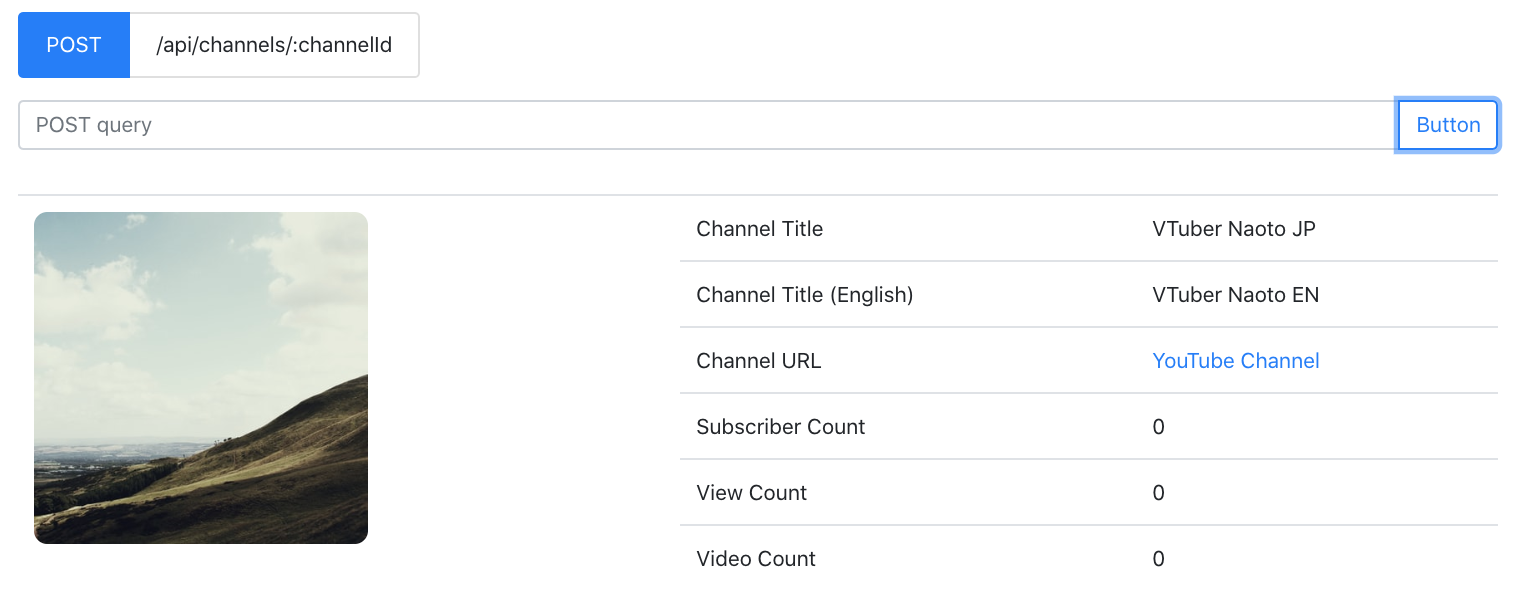 POST /api/channels/:channelId
POST query Button
Channel Title VTuber Naoto JP
Channel Title (English) VTuber Naoto EN
Channel URL YouTube Channel
Subscriber Count 0
View Count 0
Video Count 0